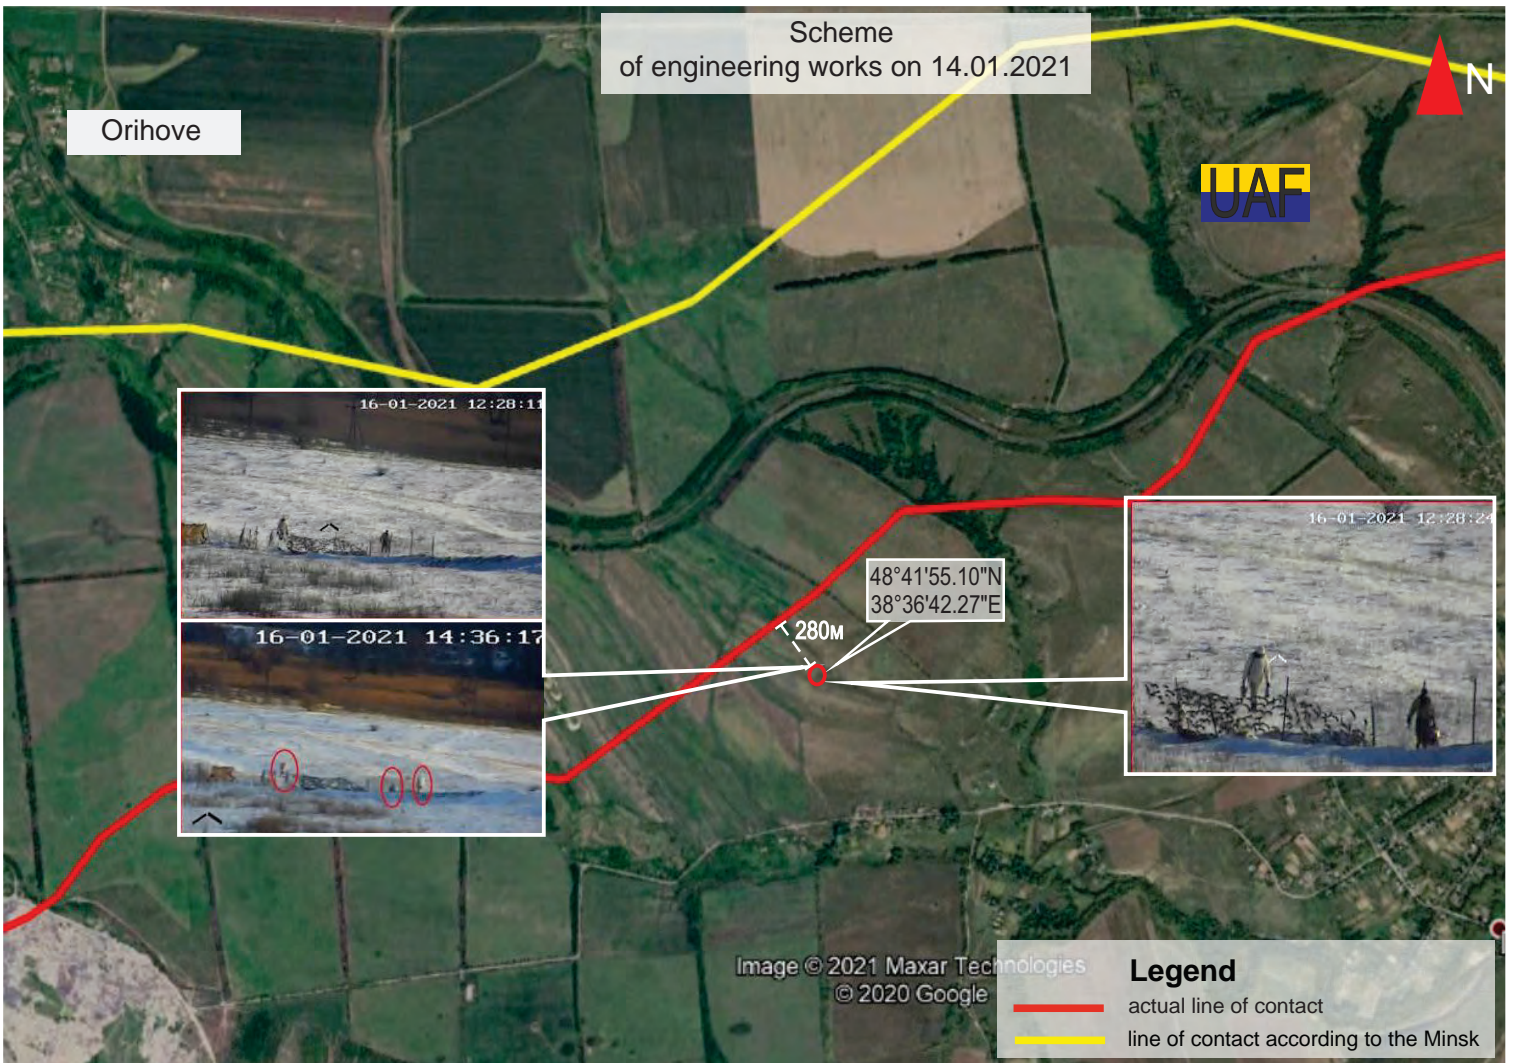 Scheme
of engineering works on 14.01.2021
N
Orihove
UAF
16-01-2021 12:28:11
16-01-2021 14:36:17
48°41'55.10"N
38°36'42.27"E
280м
16-01-2021 12:28:24
Image © 2021 Maxar Technologies
© 2020 Google
Legend
actual line of contact
line of contact according to the Minsk